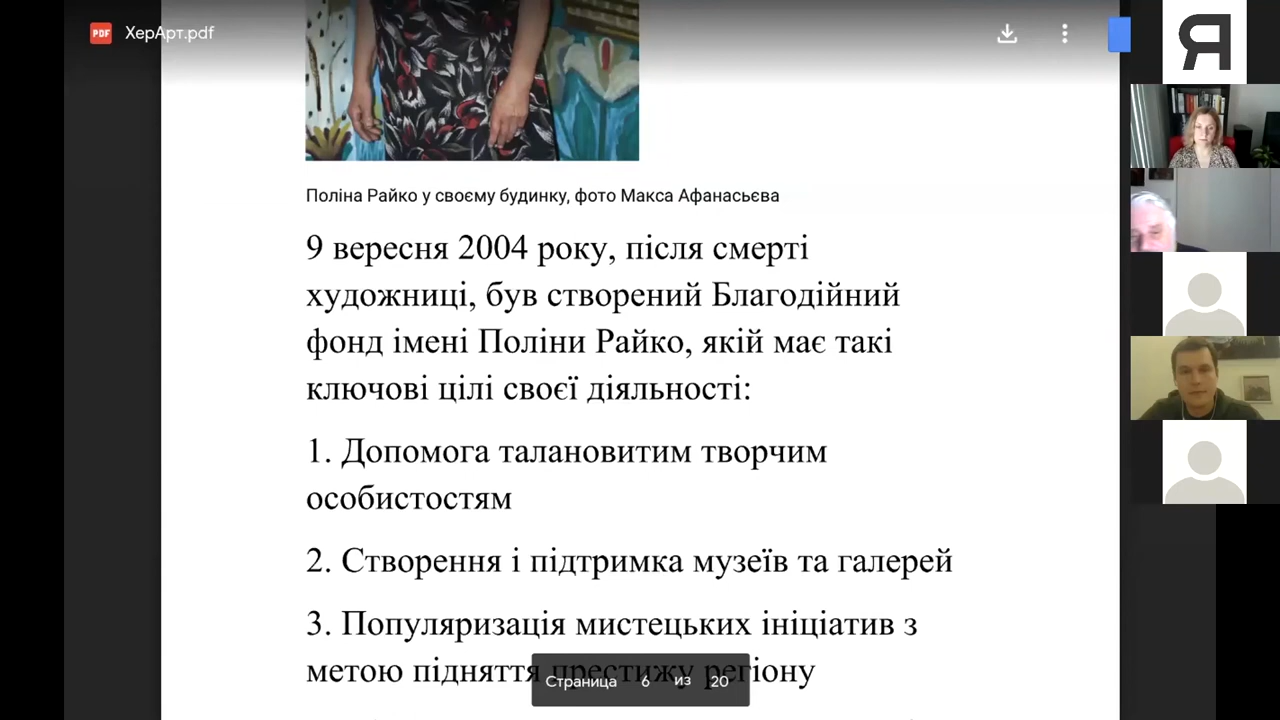 PDF ХерАрт.pdf
Я
Поліна Райко у своєму будинку, фото Макса Афанасьєва
9 вересня 2004 року, після смерті
художниці, був створений Благодійний
фонд імені Поліни Райко, якій має такі
ключові цілі своєї діяльності:
1. Допомога талановитим творчим
особистостям
2. Створення і підтримка музеїв та галерей
3. Популяризація мистецьких ініціатив з
метою підняття престижу регіону
Страница 6 из 20